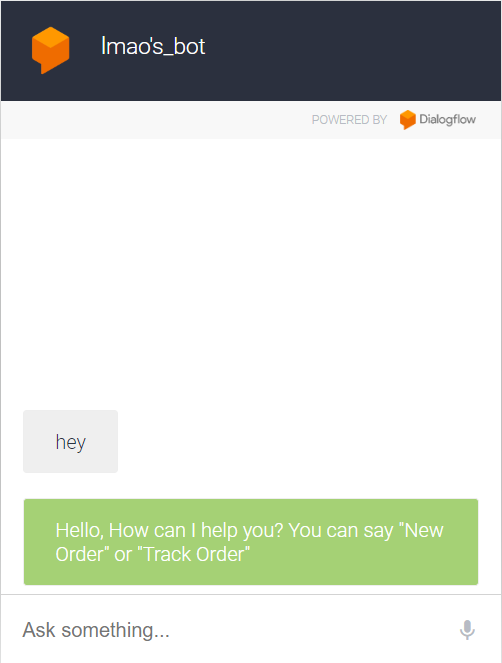 lmao's_bot
POWERED BY Dialogflow
hey
Hello, How can I help you? You can say "New
Order" or "Track Order"
Ask something...